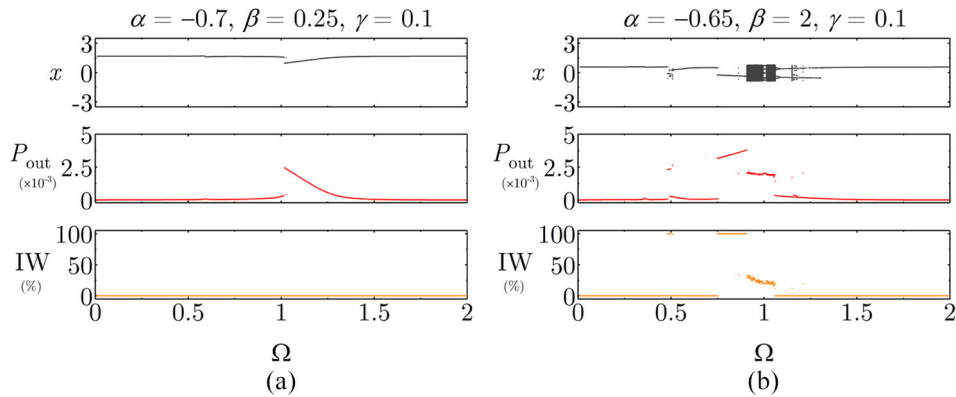 α = –0.7, β = 0.25, γ = 0.1
3
x 0
-3
5
Pout 2.5
(×10⁻³) 0
100
IW 50
(%) 0
0 0.5 1 1.5 2
Ω
(a)
α = –0.65, β = 2, γ = 0.1
3
x 0
-3
5
Pout 2.5
(×10⁻³) 0
100
IW 50
(%) 0
0 0.5 1 1.5 2
Ω
(b)